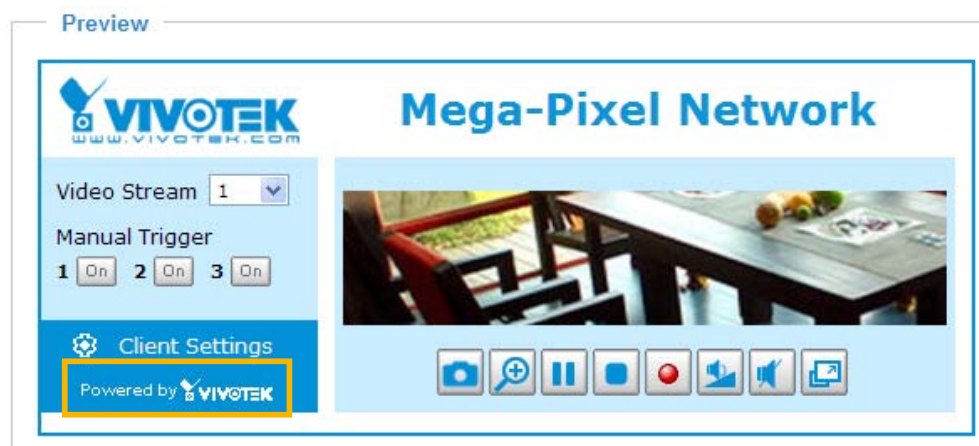 Preview
VIVOTEK
www.vivotek.com
Mega-Pixel Network
Video Stream 1
Manual Trigger
1 On 2 On 3 On
Client Settings
Powered by VIVOTEK